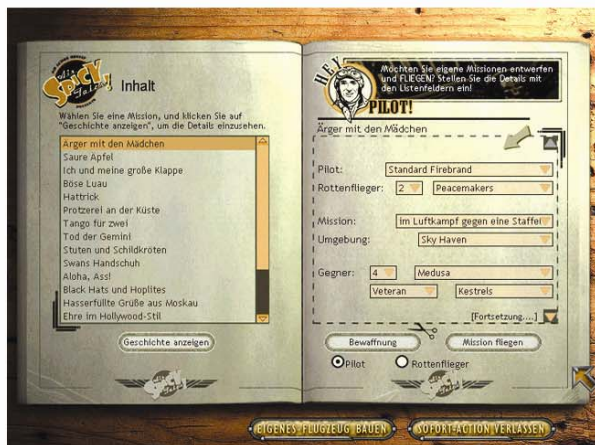 SPICY
Inhalt
Wählen Sie eine Mission, und klicken Sie auf
"Geschichte anzeigen", um die Details einzusehen.
Ärger mit den Mädchen
Saure Äpfel
Ich und meine große Klappe
Böse Luau
Hattrick
Protzerei an der Küste
Tango für zwei
Tod der Gemini
Stuten und Schildkröten
Swans Handschuh
Aloha, Ass!
Black Hats und Hoplites
Hasserfüllte Grüße aus Moskau
Ehre im Hollywood-Stil
Geschichte anzeigen
HEY
PILOT!
Möchten Sie eigene Missionen entwerfen
und FLIEGEN? Stellen Sie die Details mit
den Listenfeldern ein!
Ärger mit den Mädchen
Pilot: Standard Firebrand
Rottenflieger: 2 Peacemakers
Mission: im Luftkampf gegen eine Staffel
Umgebung: Sky Haven
Gegner: 4 Medusa
Veteran Kestrels
[Fortsetzung....]
Bewaffnung Mission fliegen
Pilot Rottenflieger
EIGENES FLUGZEUG BAUEN SOFORT-ACTION VERLASSEN